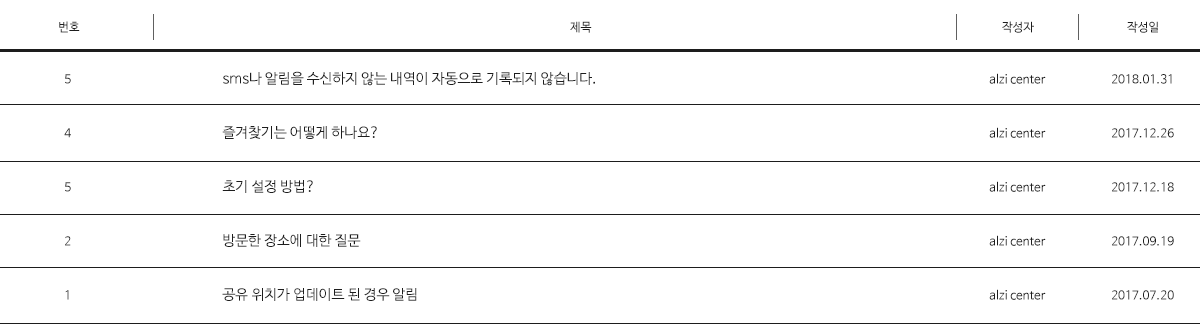 번호 제목 작성자 작성일
5 sms나 알림을 수신하지 않는 내역이 자동으로 기록되지 않습니다. alzi center 2018.01.31
4 즐겨찾기는 어떻게 하나요? alzi center 2017.12.26
5 초기 설정 방법? alzi center 2017.12.18
2 방문한 장소에 대한 질문 alzi center 2017.09.19
1 공유 위치가 업데이트 된 경우 알림 alzi center 2017.07.20